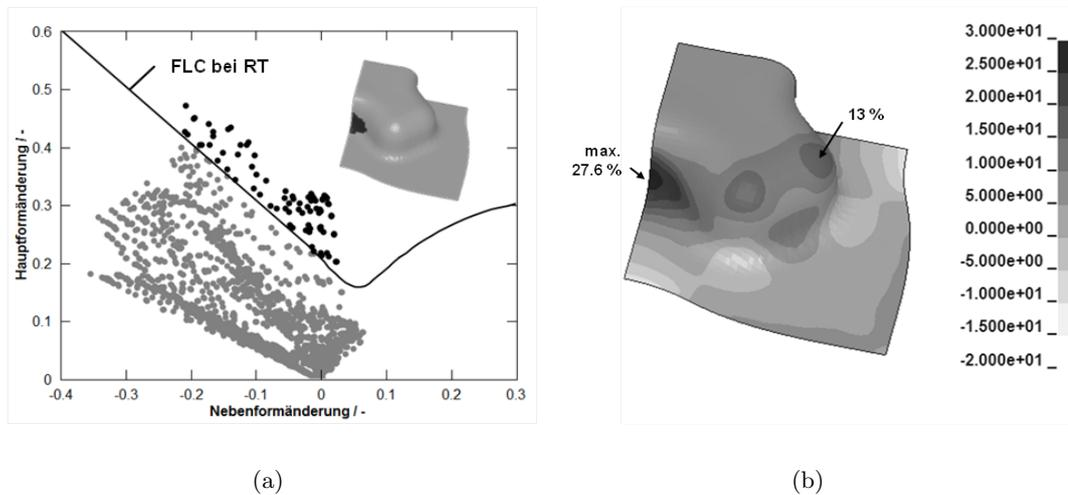 0.6
FLC bei RT
0.5
0.4
0.3
0.2
0.1
0
Hauptformänderung / -
-0.4 -0.3 -0.2 -0.1 0 0.1 0.2 0.3
Nebenformänderung / -
(a)
max.
27.6 %
13 %
3.000e+01
2.500e+01
2.000e+01
1.500e+01
1.000e+01
5.000e+00
0.000e+00
-5.000e+00
-1.000e+01
-1.500e+01
-2.000e+01
(b)